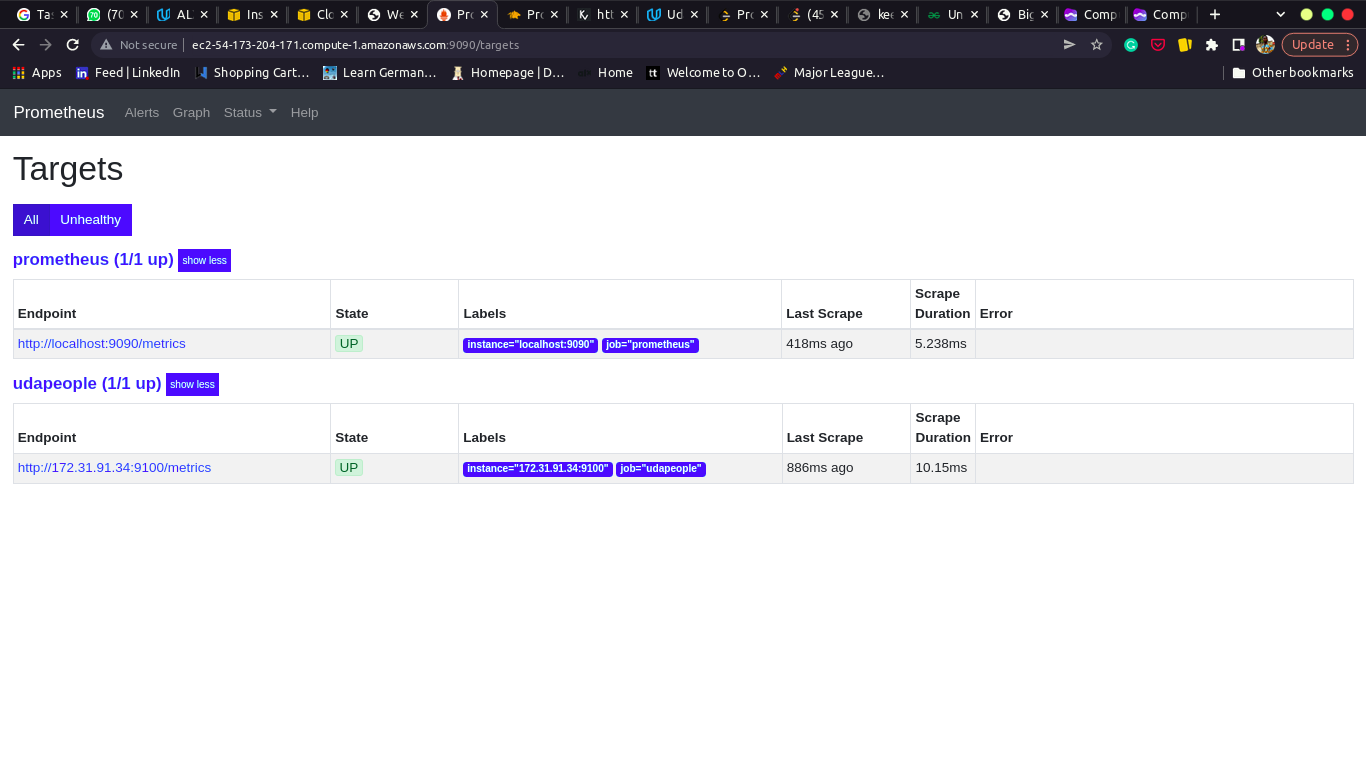 Ta: (70 AL Ins Clo We Pro Pro htt Ud Pro (45 kee Un Big Comp Comp
Not secure ec2-54-173-204-171.compute-1.amazonaws.com:9090/targets Update
Apps Feed | LinkedIn Shopping Cart… Learn German… Homepage | D… Home tt Welcome to O… Major League… Other bookmarks
Prometheus Alerts Graph Status Help
Targets
All Unhealthy
prometheus (1/1 up) show less
Endpoint State Labels Last Scrape Scrape Duration Error
http://localhost:9090/metrics UP instance="localhost:9090" job="prometheus" 418ms ago 5.238ms
udapeople (1/1 up) show less
Endpoint State Labels Last Scrape Scrape Duration Error
http://172.31.91.34:9100/metrics UP instance="172.31.91.34:9100" job="udapeople" 886ms ago 10.15ms